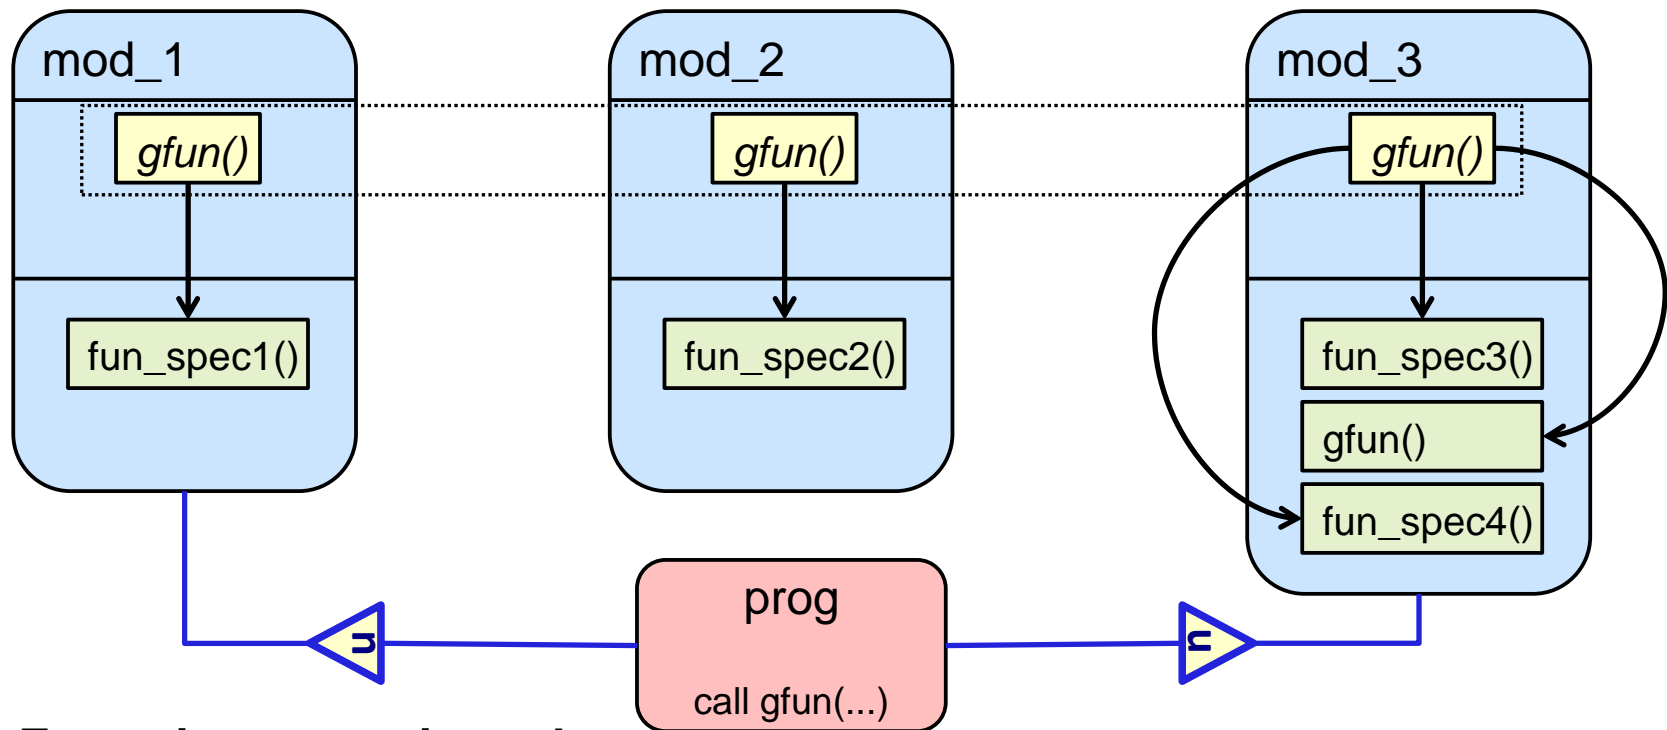 mod_1
mod_2
mod_3
gfun()
gfun()
gfun()
fun_spec1()
fun_spec2()
fun_spec3()
gfun()
fun_spec4()
prog
u
u
call gfun(...)